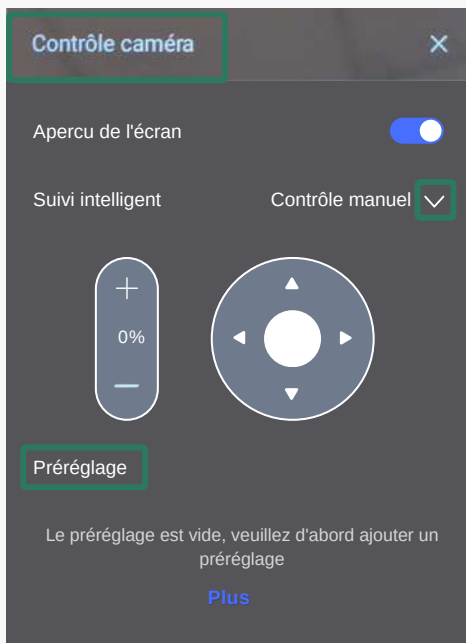 Contrôle caméra
Apercu de l'écran
Suivi intelligent Contrôle manuel
0%
Préréglage
Le préréglage est vide, veuillez d'abord ajouter un
préréglage
Plus